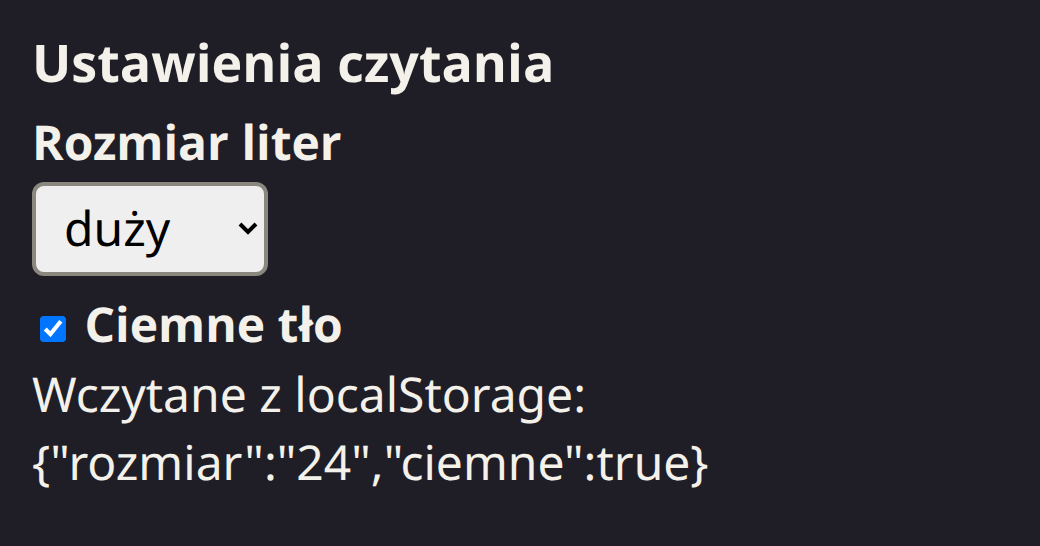 Ustawienia czytania
Rozmiar liter
duży
Ciemne tło
Wczytane z localStorage:
{"rozmiar":"24","ciemne":true}